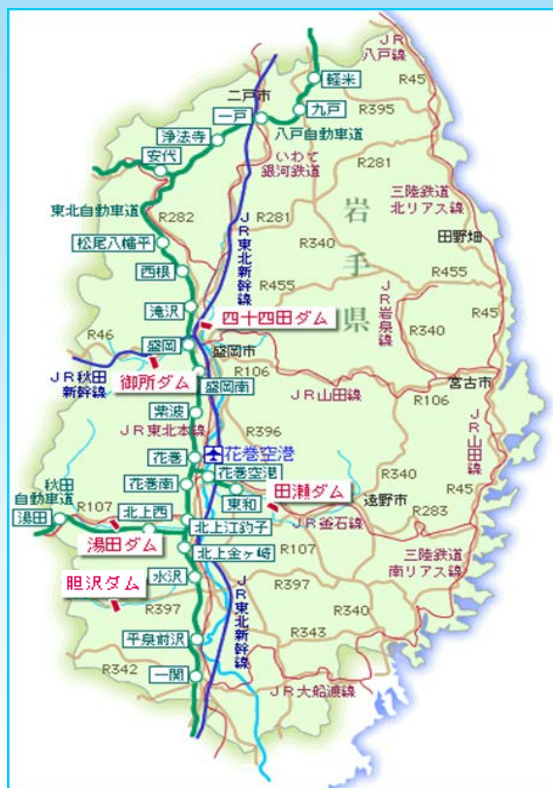 JR
八戸線
R45
軽米
二戸市
一戸
九戸
R395
浄法寺
八戸自動車道
安代
いわて
銀河鉄道
R281
東北自動車道
R282
JR東北新幹線
R281
岩手県
三陸鉄道
北リアス線
松尾八幡平
R340
田野畑
西根
R455
R455
滝沢
JR岩泉線
R45
四十四田ダム
R46
盛岡
盛岡市
R340
JR秋田
新幹線
御所ダム
盛岡南
R106
宮古市
JR山田線
R106
紫波
JR東北本線
R396
JR山田線
花巻
花巻空港
秋田
自動車道
花巻南
花巻空港
R340
田瀬ダム
遠野市
R107
北上西
東和
R45
湯田
北上江釣子
JR釜石線
R283
湯田ダム
北上金ヶ崎
R107
三陸鉄道
南リアス線
胆沢ダム
水沢
R397
R397
JR東北新幹線
R340
平泉前沢
R343
R342
一関
JR大船渡線